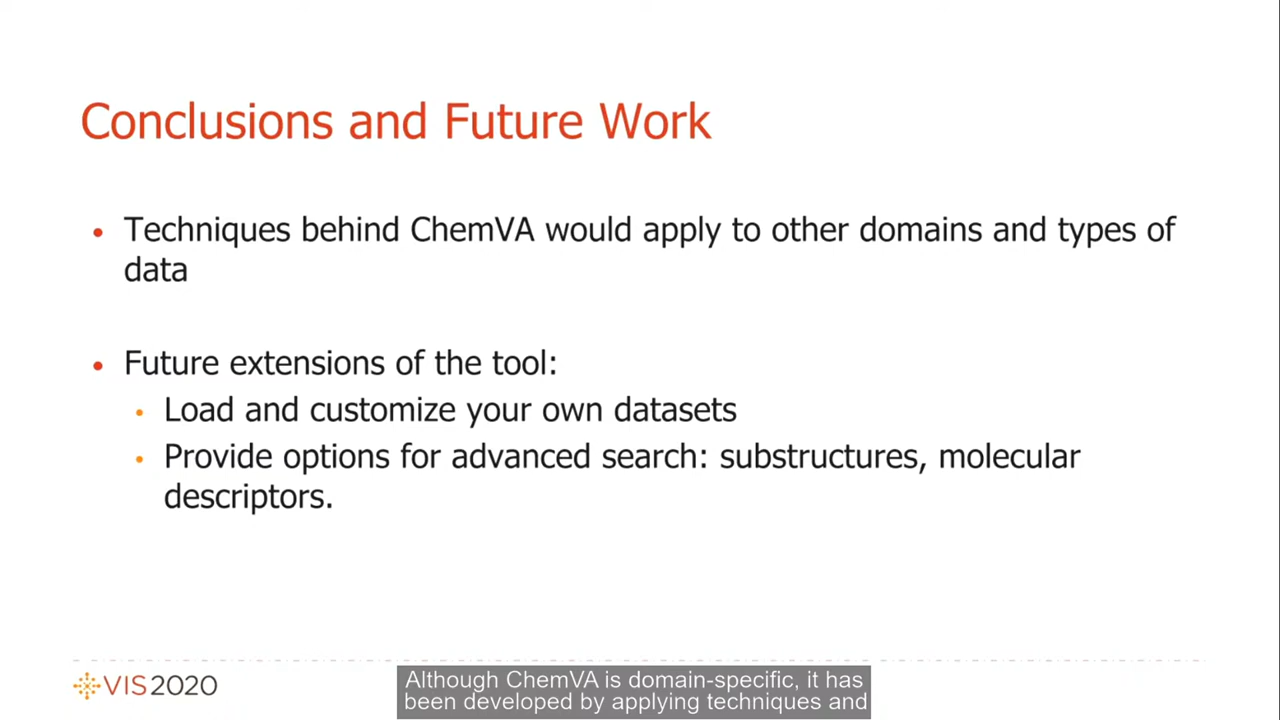 Conclusions and Future Work
• Techniques behind ChemVA would apply to other domains and types of
data
• Future extensions of the tool:
• Load and customize your own datasets
• Provide options for advanced search: substructures, molecular
descriptors.
VIS2020
Although ChemVA is domain-specific, it has
been developed by applying techniques and